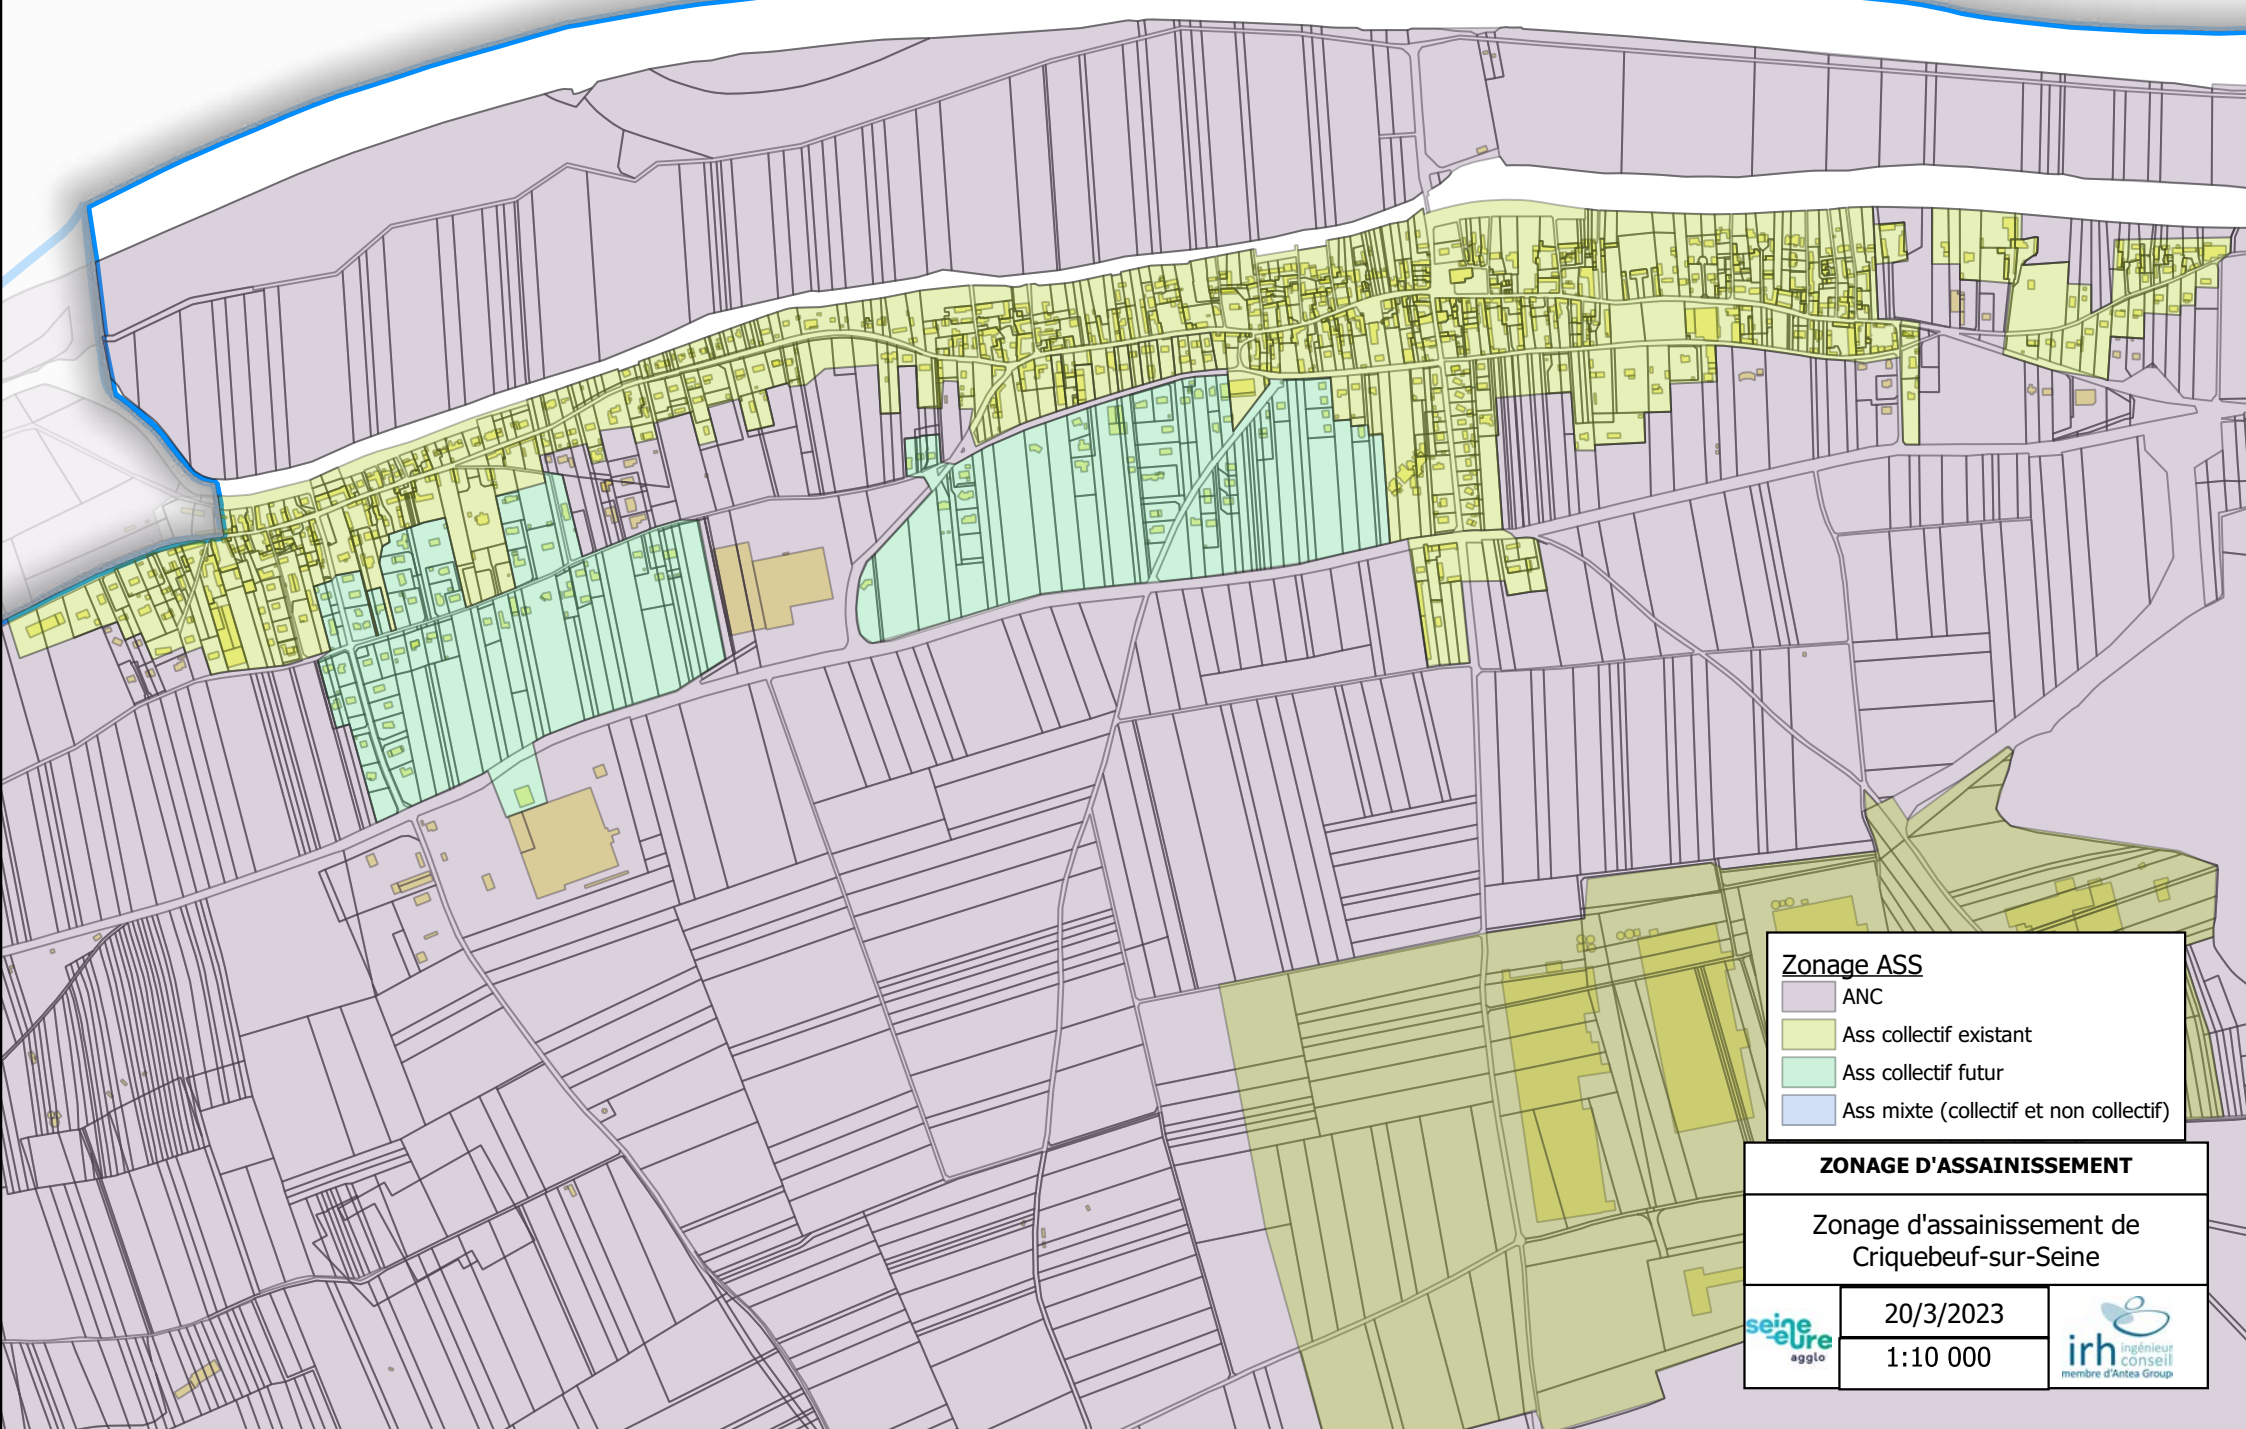 Zonage ASS
ANC
Ass collectif existant
Ass collectif futur
Ass mixte (collectif et non collectif)
ZONAGE D'ASSAINISSEMENT
Zonage d'assainissement de
Criquebeuf-sur-Seine
seine
eure
agglo
20/3/2023
1:10 000
irh ingénieur
conseil
membre d'Antea Group